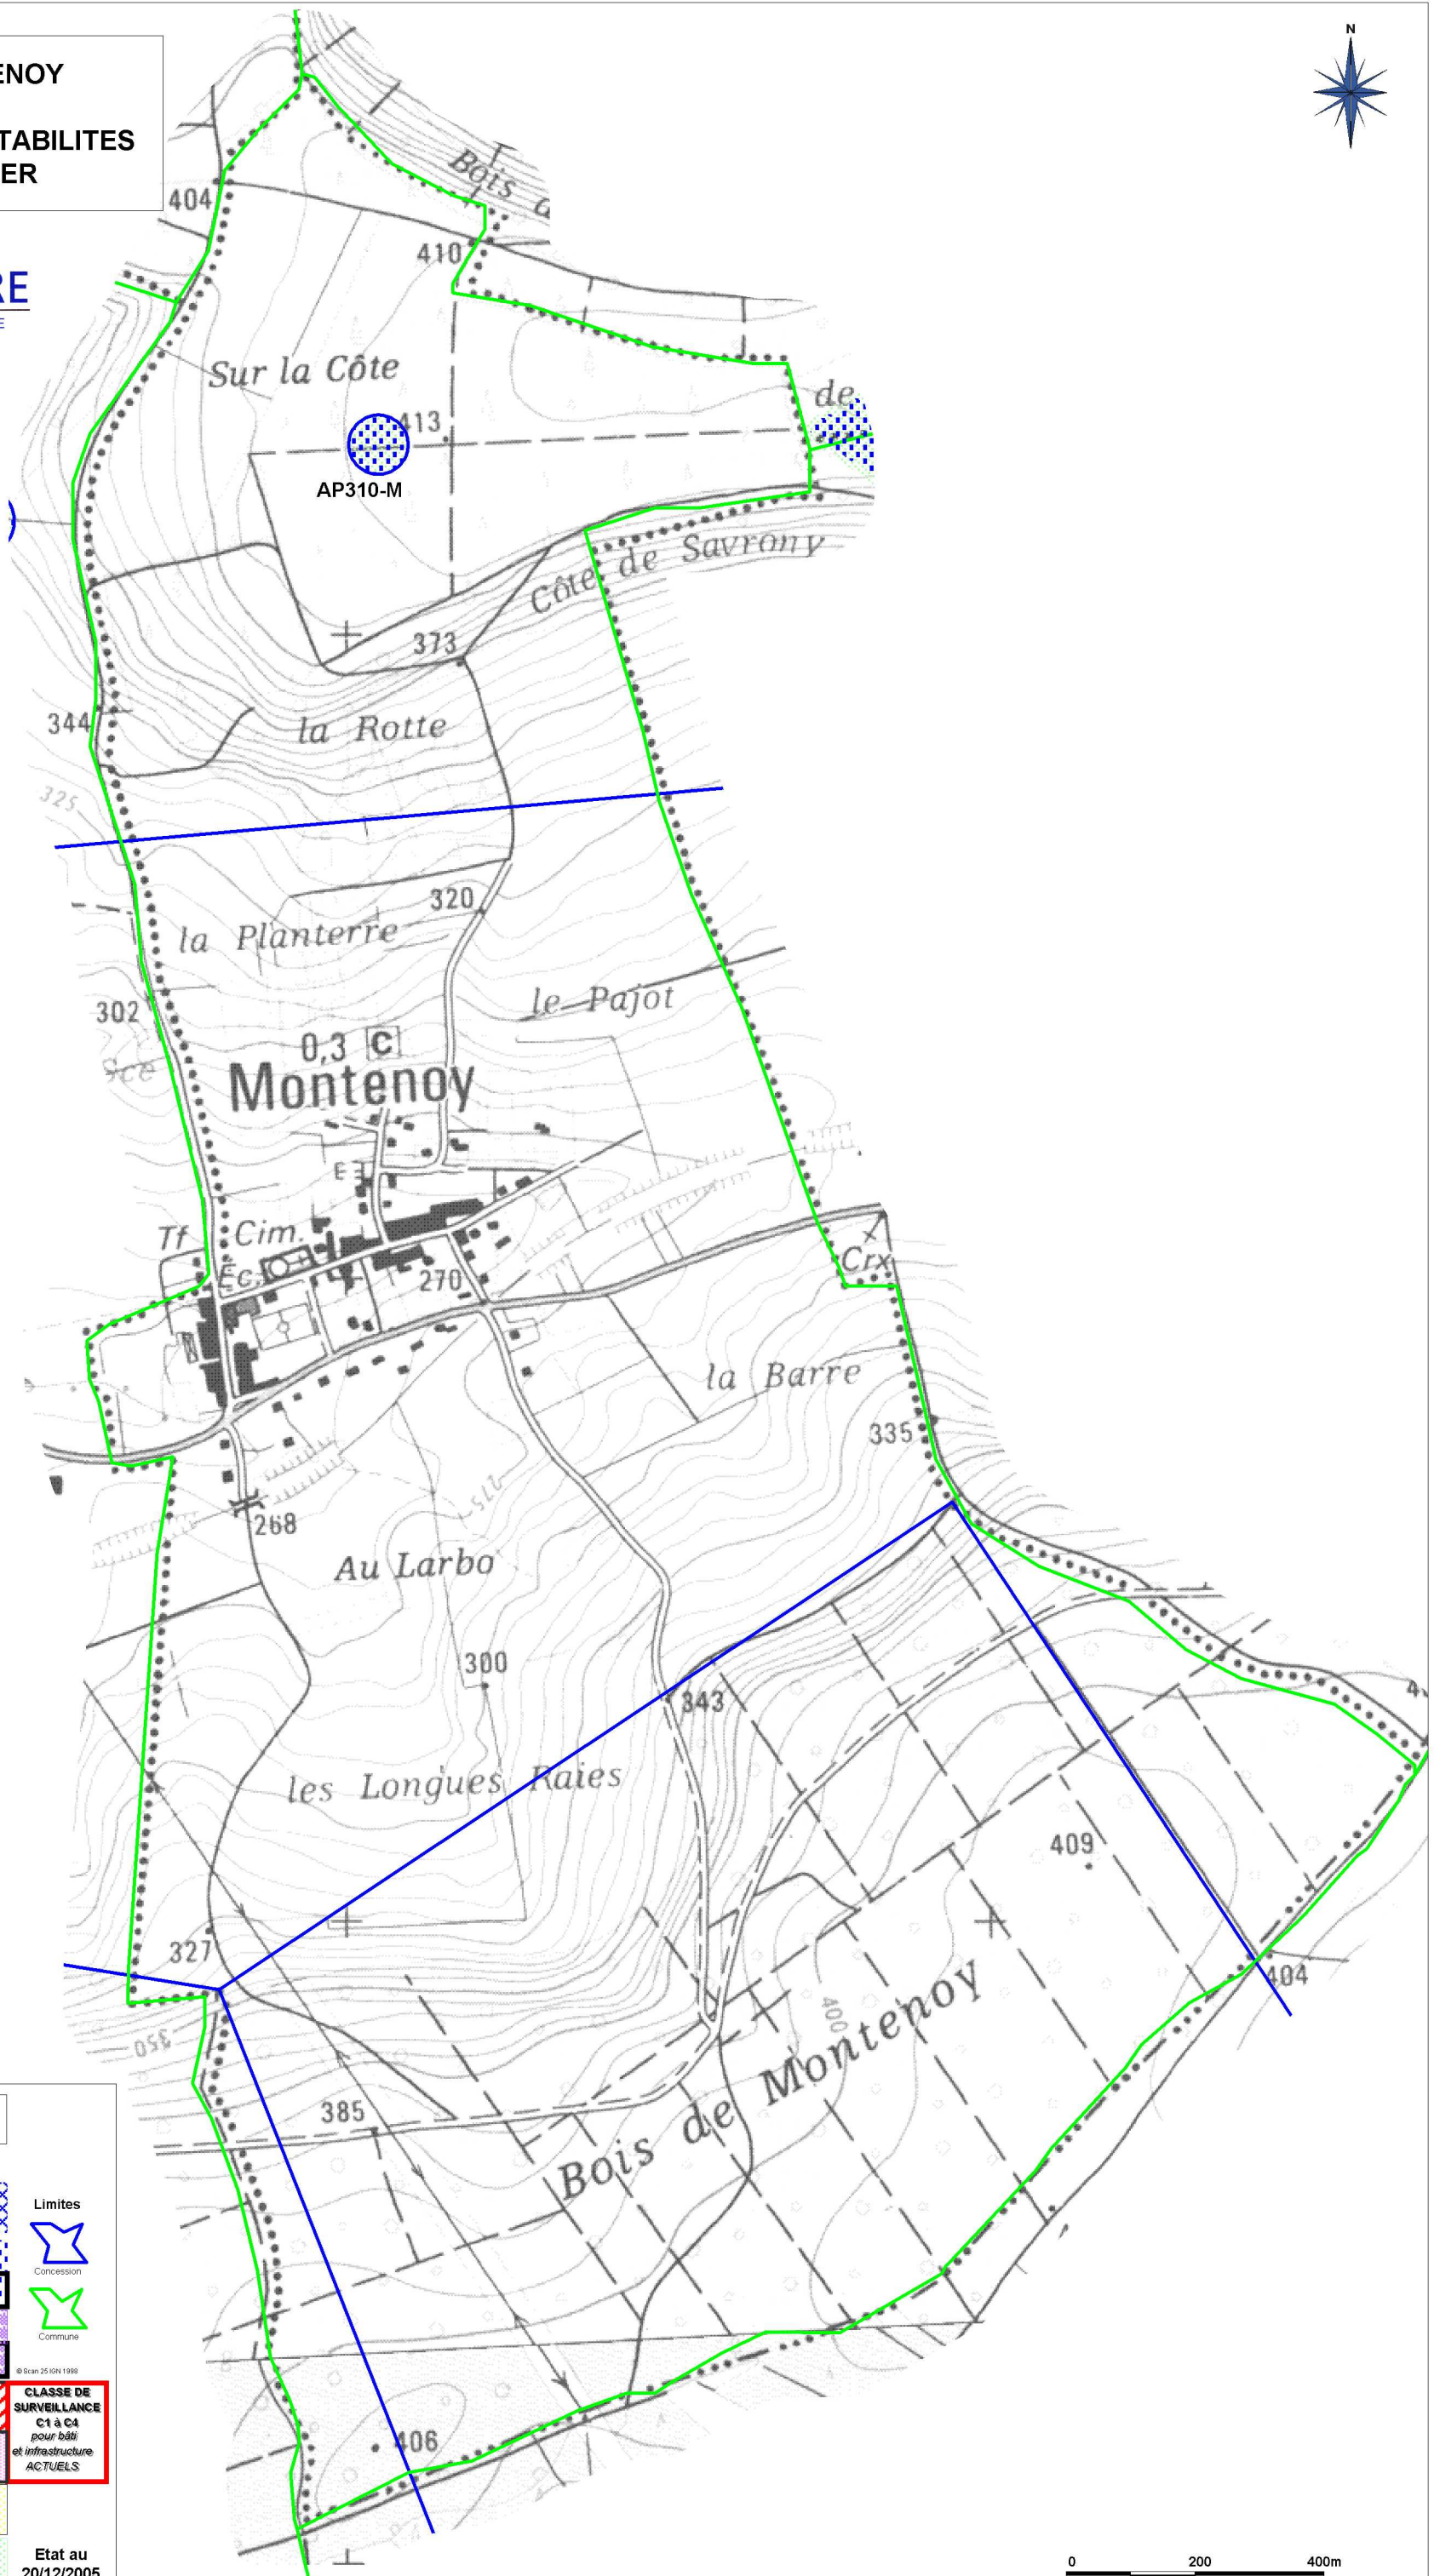 ENOY
TABILITES
ER
RE
E
N
Bois d
404
410
Sur la Côte
de
413
AP310-M
Côte de Savrony
373
344
la Rotte
325
320
la Planterre
le Pajot
302
0,3 C
Sce
Montenoy
E
Tf
Cim.
Crx
Ec.
270
la Barre
335
275
268
Au Larbo
300
343
les Longues Raies
409
327
404
350
400
385
Bois de Montenoy
406
Limites
Concession
Commune
© Scan 25 IGN 1998
CLASSE DE
SURVEILLANCE
C1 à C4
pour bâti
et infrastructure
ACTUELS
Etat au
20/12/2005
0 200 400m